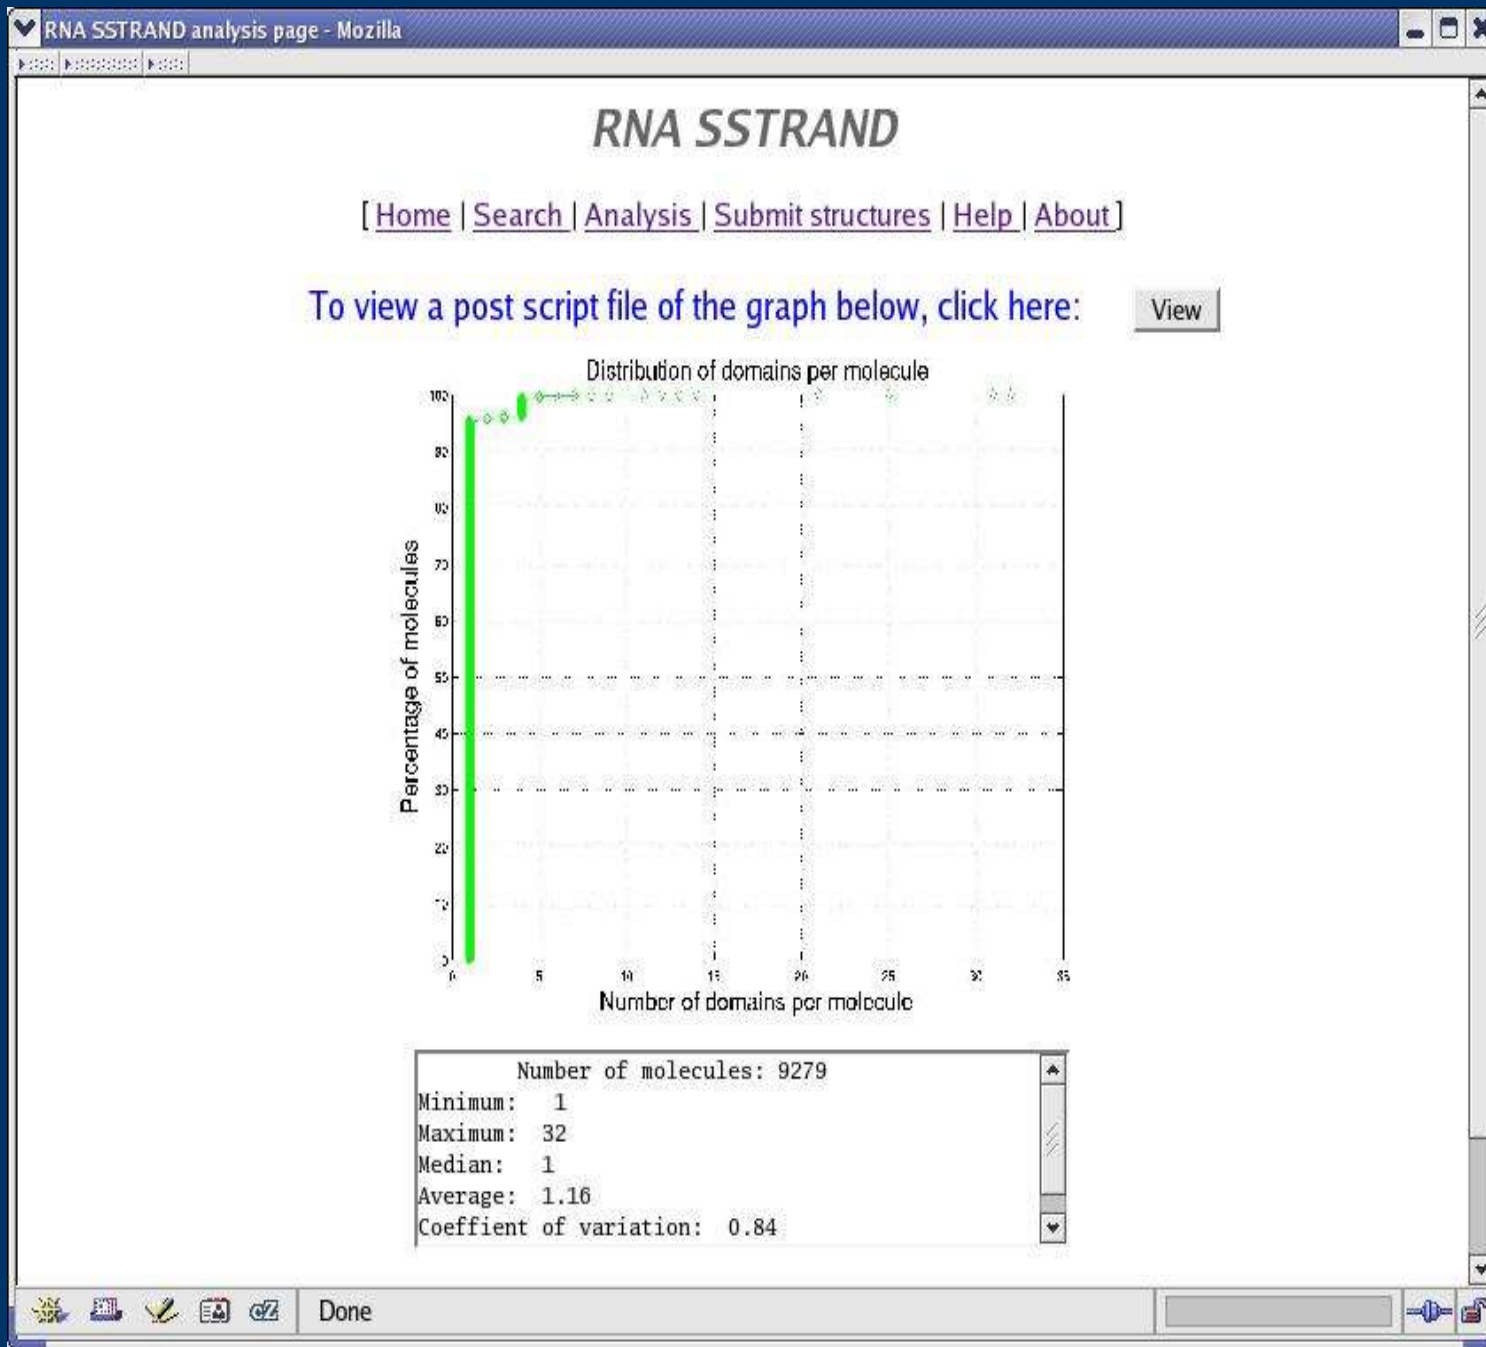 RNA SSTRAND analysis page - Mozilla
RNA SSTRAND
[ Home | Search | Analysis | Submit structures | Help | About ]
To view a post script file of the graph below, click here: View
Distribution of domains per molecule
100
70
0
Percentage of molecules
0 5 10 15 20 25 30 35
Number of domains per molecule
Number of molecules: 9279
Minimum: 1
Maximum: 32
Median: 1
Average: 1.16
Coeffient of variation: 0.84
Done